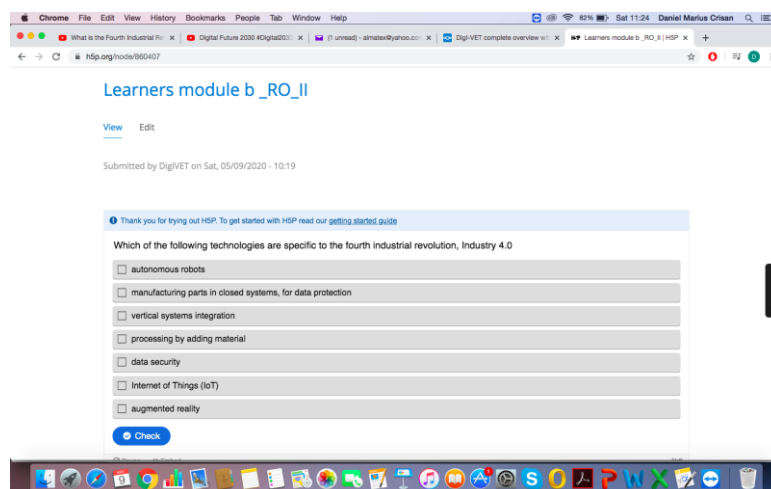 Chrome File Edit View History Bookmarks People Tab Window Help 82% Sat 11:24 Daniel Marius Crisan
What is the Fourth Industrial Re Digital Future 2030 #Digital2030 (1 unread) - almatex@yahoo.co Digi-VET complete overview wit Learners module b _RO_II | H5P
h5p.org/node/860407
Learners module b _RO_II
View Edit
Submitted by DigiVET on Sat, 05/09/2020 - 10:19
Thank you for trying out H5P. To get started with H5P read our getting started guide
Which of the following technologies are specific to the fourth industrial revolution, Industry 4.0
autonomous robots
manufacturing parts in closed systems, for data protection
vertical systems integration
processing by adding material
data security
Internet of Things (IoT)
augmented reality
Check